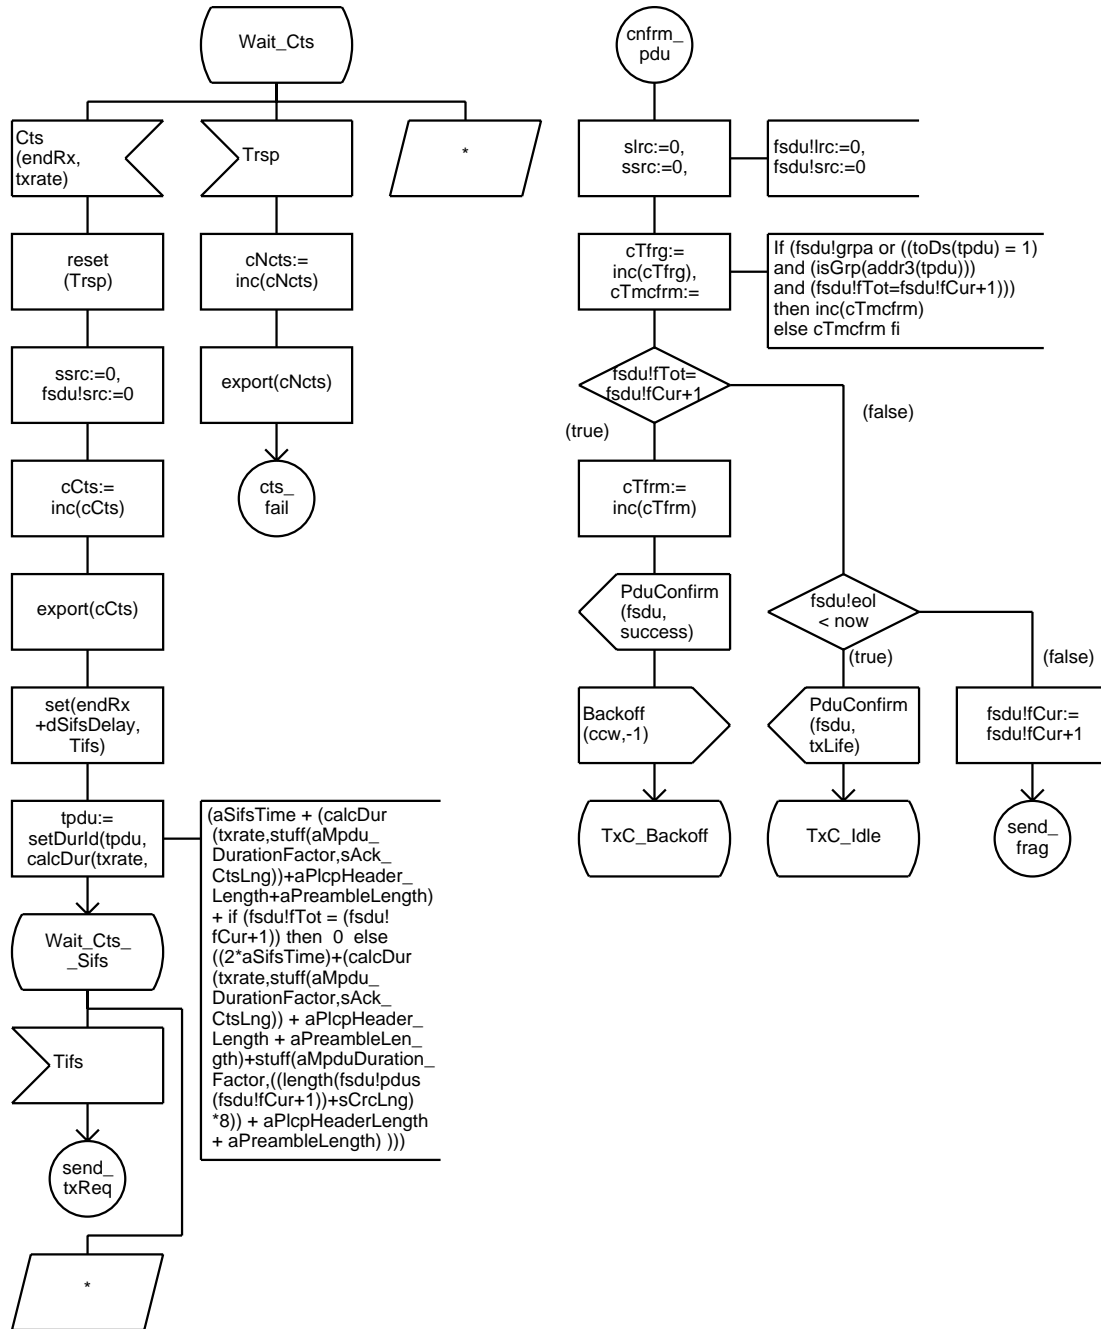 Wait_Cts
Cts
(endRx,
txrate)
Trsp
*
reset
(Trsp)
cNcts:=
inc(cNcts)
ssrc:=0,
fsdu!src:=0
export(cNcts)
cCts:=
inc(cCts)
cts_
fail
export(cCts)
set(endRx
+dSifsDelay,
Tifs)
tpdu:=
setDurId(tpdu,
calcDur(txrate,
(aSifsTime + (calcDur
(txrate,stuff(aMpdu_
DurationFactor,sAck_
CtsLng))+aPlcpHeader_
Length+aPreambleLength)
+ if (fsdu!fTot = (fsdu!
fCur+1)) then  0  else
((2*aSifsTime)+(calcDur
(txrate,stuff(aMpdu_
DurationFactor,sAck_
CtsLng)) + aPlcpHeader_
Length + aPreambleLen_
gth)+stuff(aMpduDuration_
Factor,((length(fsdu!pdus
(fsdu!fCur+1))+sCrcLng)
*8)) + aPlcpHeaderLength
+ aPreambleLength) )))
Wait_Cts_
_Sifs
Tifs
send_
txReq
*
cnfrm_
pdu
slrc:=0,
ssrc:=0,
fsdu!lrc:=0,
fsdu!src:=0
cTfrg:=
inc(cTfrg),
cTmcfrm:=
If (fsdu!grpa or ((toDs(tpdu) = 1)
and (isGrp(addr3(tpdu)))
and (fsdu!fTot=fsdu!fCur+1)))
then inc(cTmcfrm)
else cTmcfrm fi
fsdu!fTot=
fsdu!fCur+1
(true)
(false)
cTfrm:=
inc(cTfrm)
PduConfirm
(fsdu,
success)
fsdu!eol
< now
(true)
(false)
Backoff
(ccw,-1)
PduConfirm
(fsdu,
txLife)
fsdu!fCur:=
fsdu!fCur+1
TxC_Backoff
TxC_Idle
send_
frag